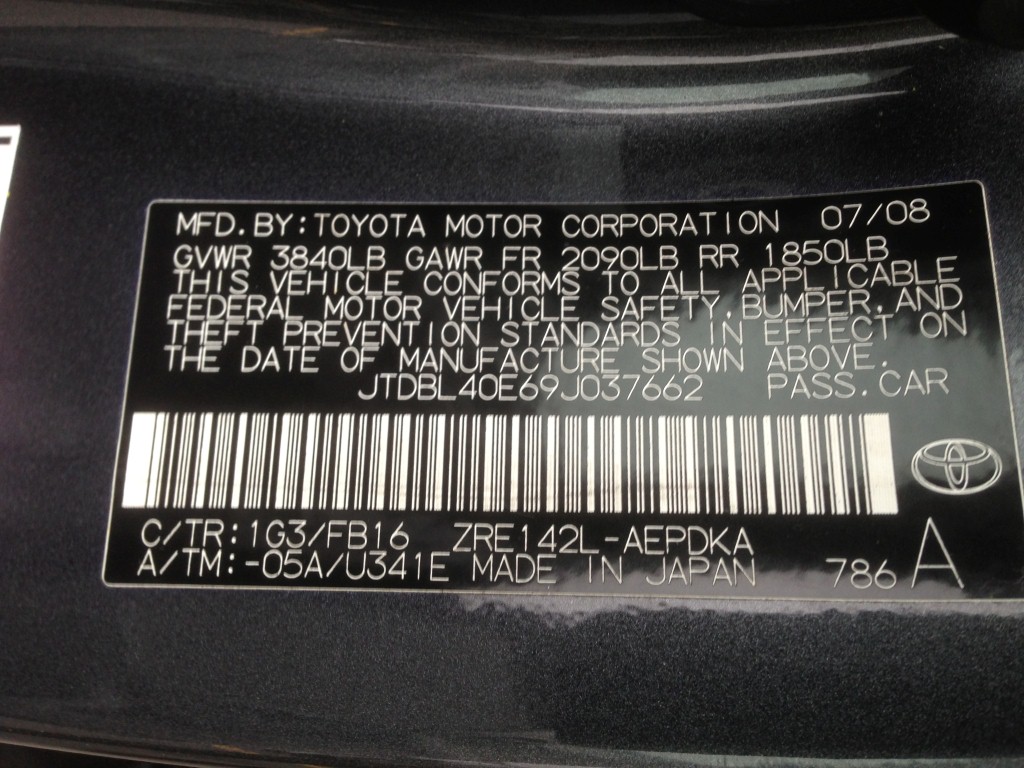 MFD.BY:TOYOTA MOTOR CORPORATION 07/08
GVWR 3840LB GAWR FR 2090LB RR 1850LB
THIS VEHICLE CONFORMS TO ALL APPLICABLE
FEDERAL MOTOR VEHICLE SAFETY,BUMPER,AND
THEFT PREVENTION STANDARDS IN EFFECT ON
THE DATE OF MANUFACTURE SHOWN ABOVE.
JTDBL40E69J037662 PASS.CAR
C/TR:1G3/FB16 ZRE142L-AEPDKA
A/TM:-05A/U341E MADE IN JAPAN 786 A